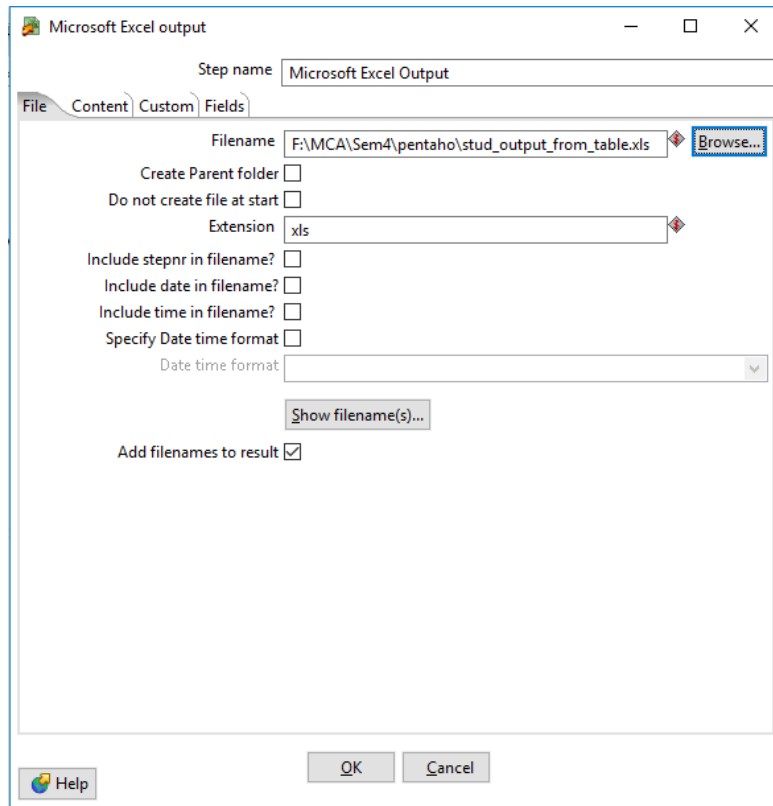 Microsoft Excel output
Step name Microsoft Excel Output
File Content Custom Fields
Filename F:\MCA\Sem4\pentaho\stud_output_from_table.xls Browse...
Create Parent folder
Do not create file at start
Extension xls
Include stepnr in filename?
Include date in filename?
Include time in filename?
Specify Date time format
Date time format
Show filename(s)...
Add filenames to result
OK Cancel
Help